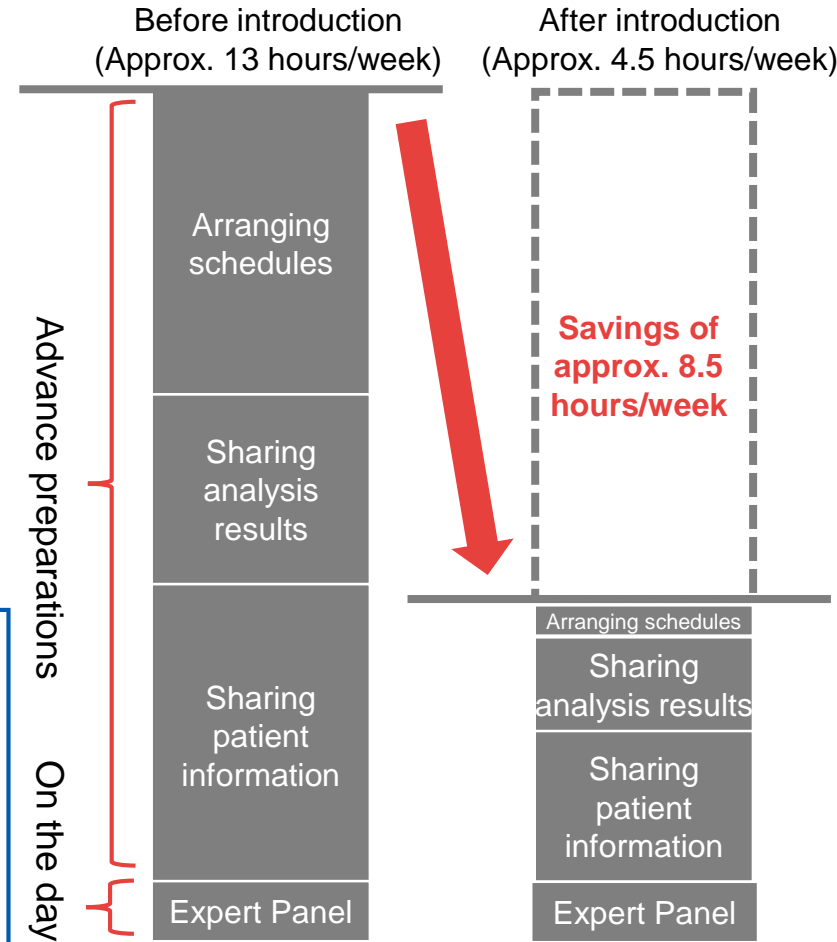 Before introduction
(Approx. 13 hours/week)
After introduction
(Approx. 4.5 hours/week)
Advance preparations
On the day
Arranging
schedules
Sharing
analysis
results
Sharing
patient
information
Expert Panel
Savings of
approx. 8.5
hours/week
Arranging schedules
Sharing
analysis results
Sharing
patient
information
Expert Panel